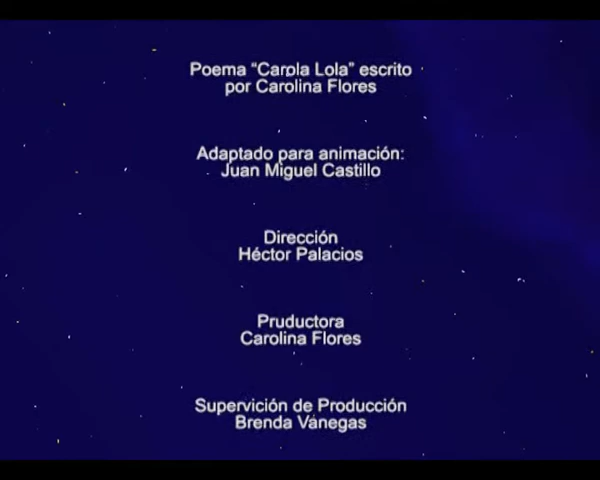 Poema “Carola Lola” escrito
por Carolina Flores
Adaptado para animación:
Juan Miguel Castillo
Dirección
Héctor Palacios
Pruductora
Carolina Flores
Supervición de Producción
Brenda Vanegas